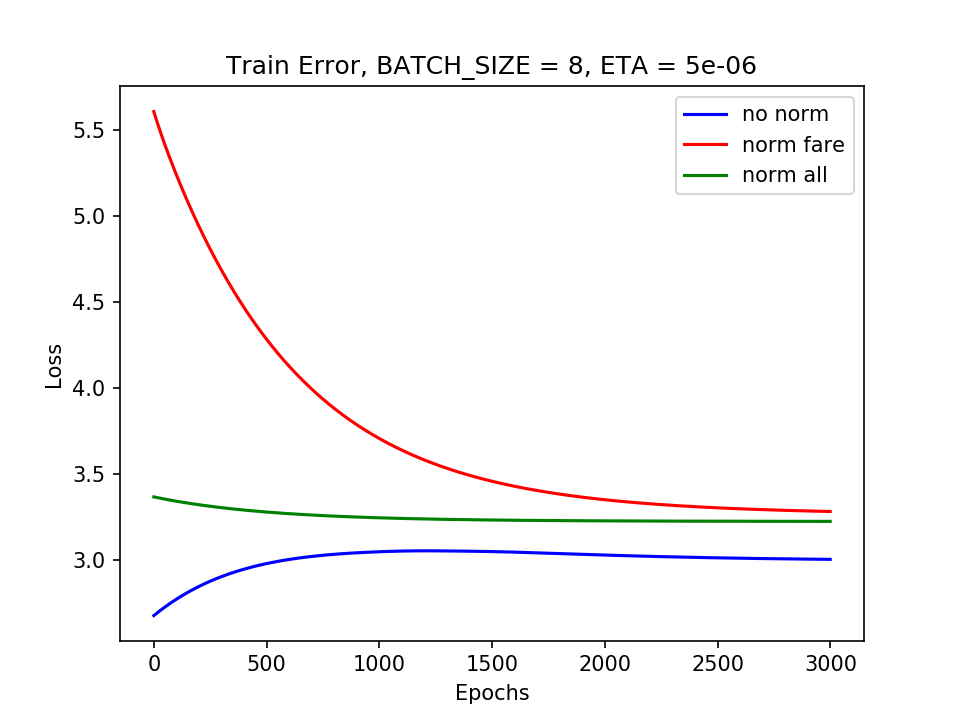 Train Error, BATCH_SIZE = 8, ETA = 5e-06
no norm
norm fare
norm all
5.5
5.0
4.5
4.0
3.5
3.0
Loss
0 500 1000 1500 2000 2500 3000
Epochs